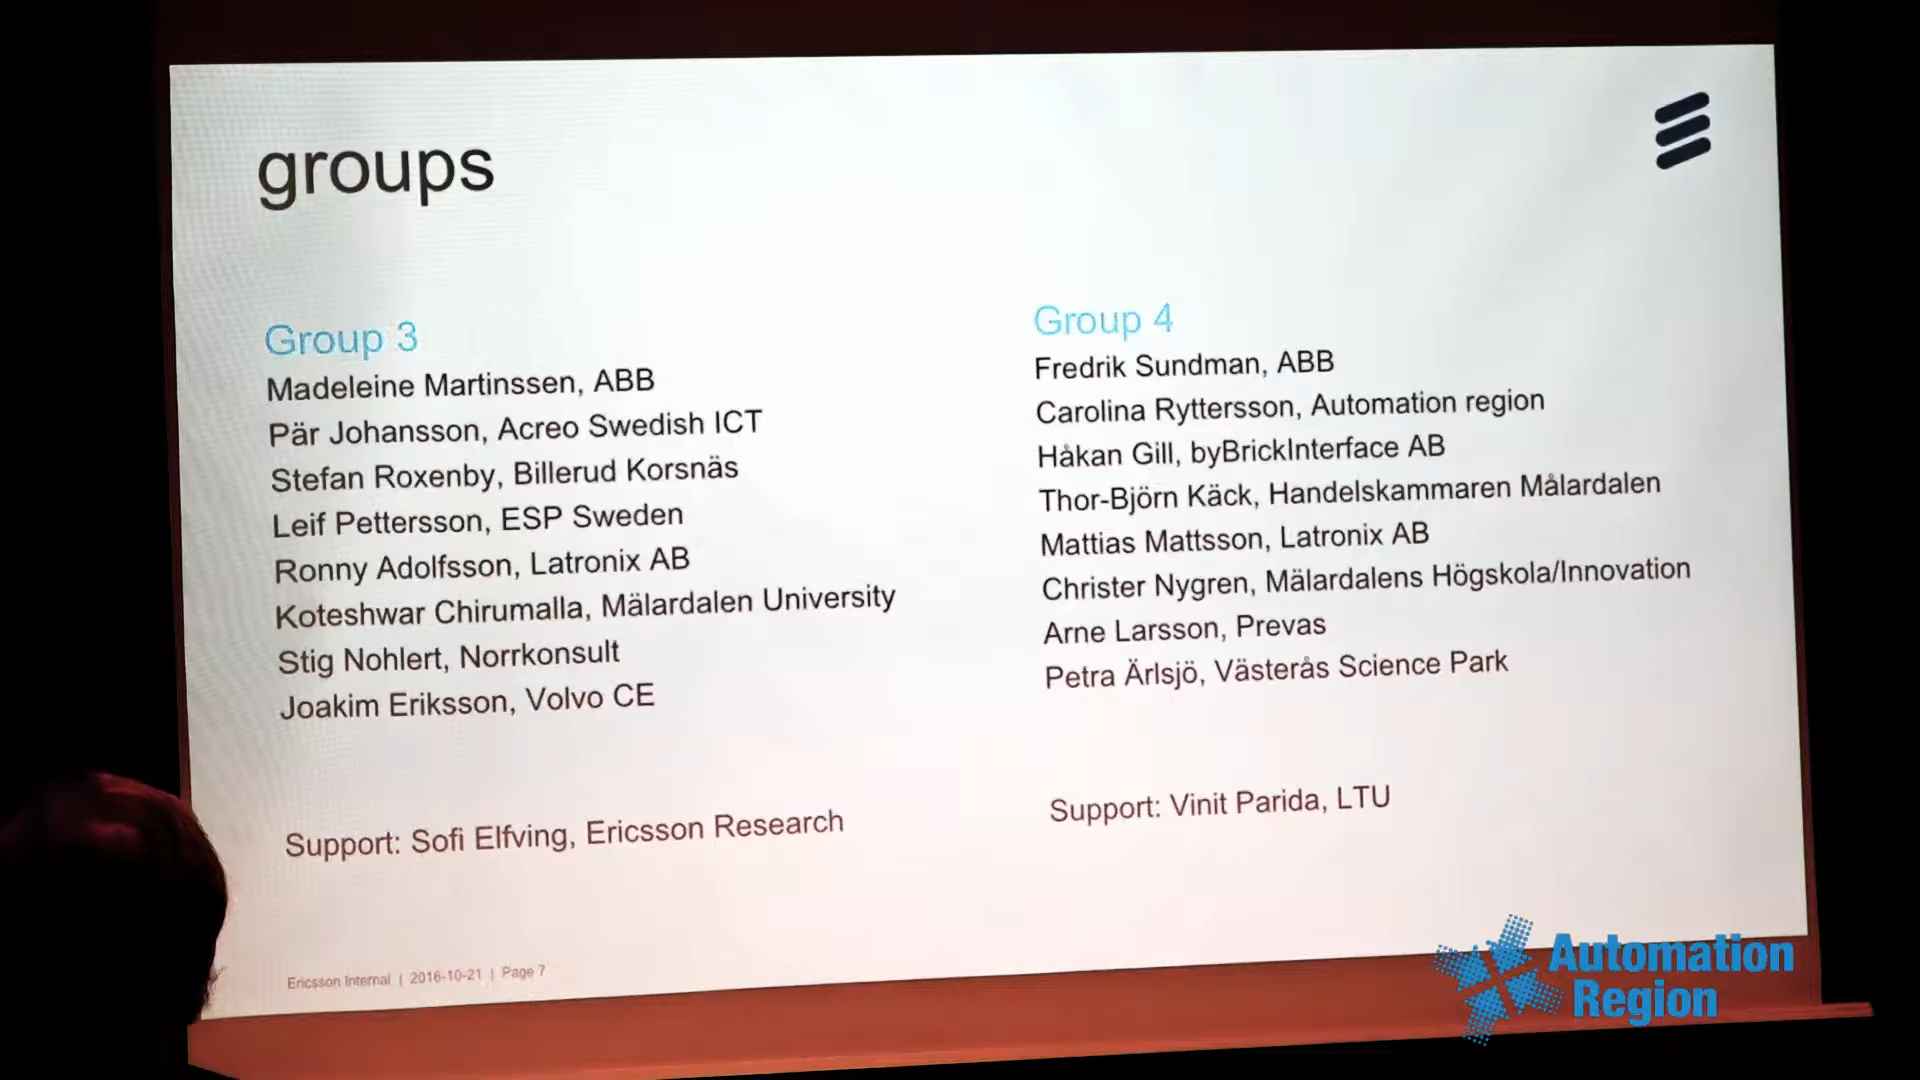 groups
Group 3
Madeleine Martinssen, ABB
Pär Johansson, Acreo Swedish ICT
Stefan Roxenby, Billerud Korsnäs
Leif Pettersson, ESP Sweden
Ronny Adolfsson, Latronix AB
Koteshwar Chirumalla, Mälardalen University
Stig Nohlert, Norrkonsult
Joakim Eriksson, Volvo CE
Support: Sofi Elfving, Ericsson Research
Group 4
Fredrik Sundman, ABB
Carolina Ryttersson, Automation region
Håkan Gill, byBrickInterface AB
Thor-Björn Käck, Handelskammaren Målardalen
Mattias Mattsson, Latronix AB
Christer Nygren, Mälardalens Högskola/Innovation
Arne Larsson, Prevas
Petra Ärlsjö, Västerås Science Park
Support: Vinit Parida, LTU
Ericsson Internal | 2016-10-21 | Page 7
Automation
Region